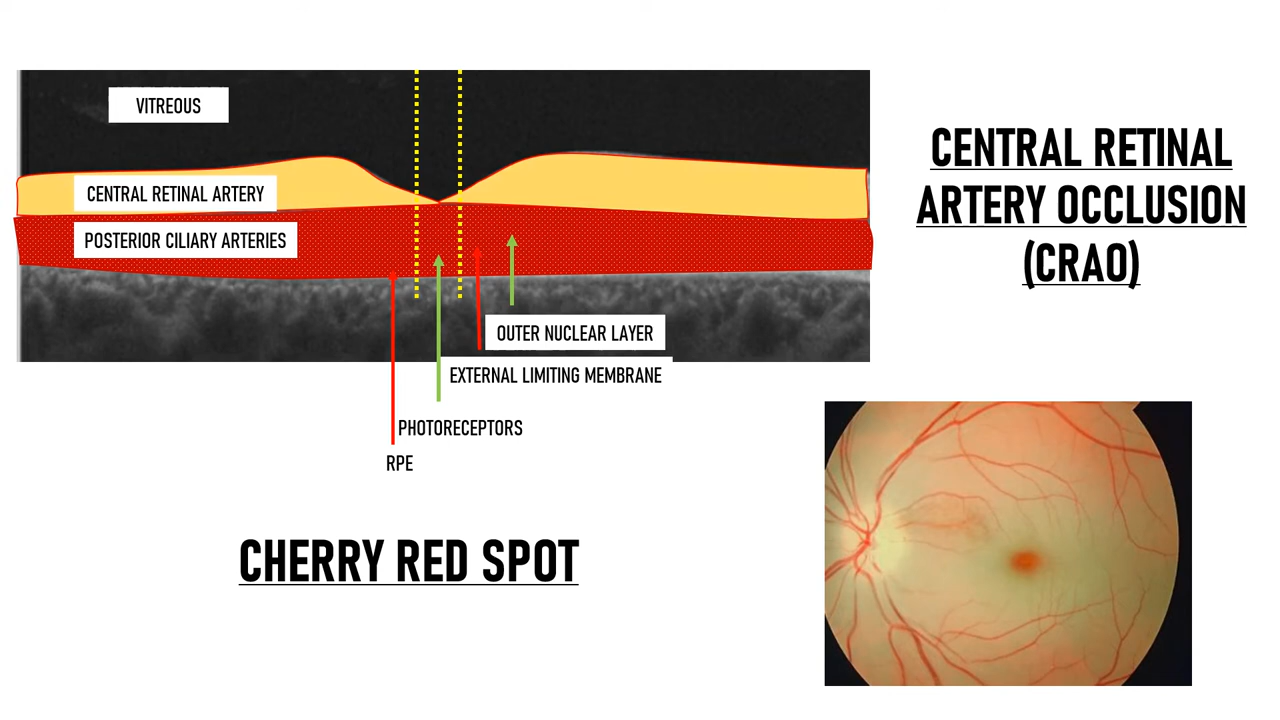 VITREOUS
CENTRAL RETINAL ARTERY
POSTERIOR CILIARY ARTERIES
OUTER NUCLEAR LAYER
EXTERNAL LIMITING MEMBRANE
PHOTORECEPTORS
RPE
CHERRY RED SPOT
CENTRAL RETINAL
ARTERY OCCLUSION
(CRAO)